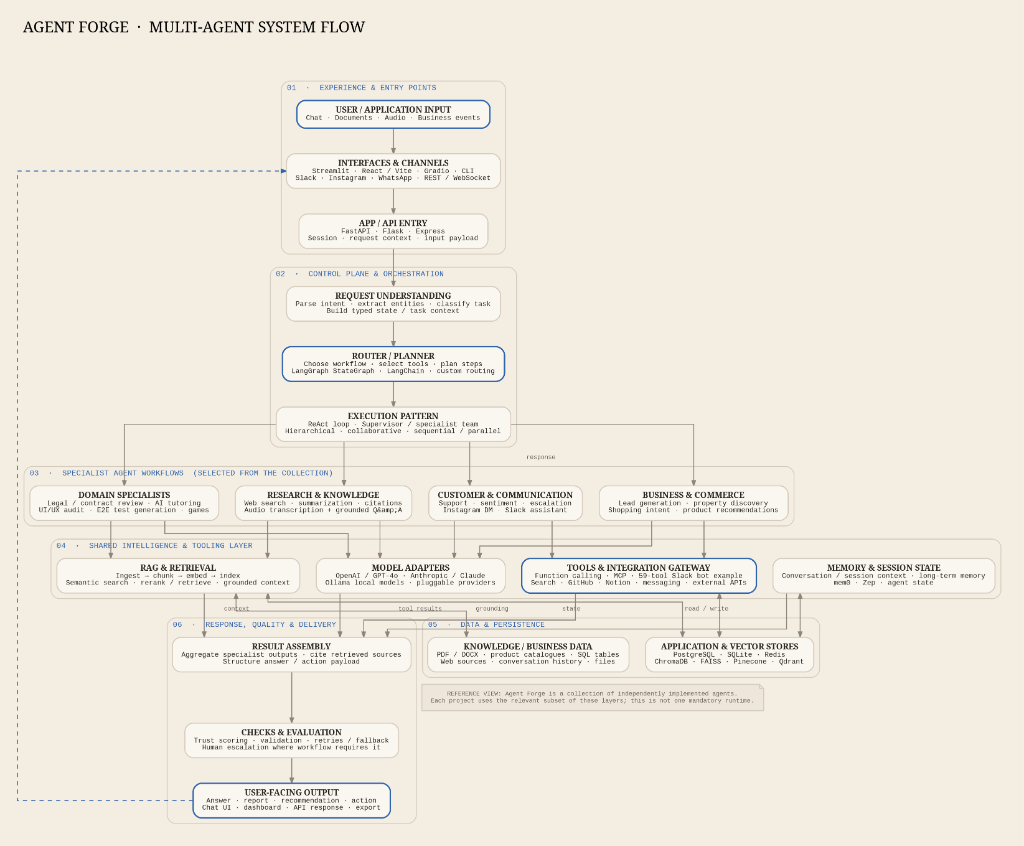 AGENT FORGE · MULTI-AGENT SYSTEM FLOW
01 · EXPERIENCE & ENTRY POINTS
USER / APPLICATION INPUT
Chat · Documents · Audio · Business events
INTERFACES & CHANNELS
Streamlit · React / Vite · Gradio · CLI
Slack · Instagram · WhatsApp · REST / WebSocket
APP / API ENTRY
FastAPI · Flask · Express
Session · request context · input payload
02 · CONTROL PLANE & ORCHESTRATION
REQUEST UNDERSTANDING
Parse intent · extract entities · classify task
Build typed state / task context
ROUTER / PLANNER
Choose workflow · select tools · plan steps
LangGraph StateGraph · LangChain · custom routing
EXECUTION PATTERN
ReAct loop · Supervisor / specialist team
Hierarchical · collaborative · sequential / parallel
response
03 · SPECIALIST AGENT WORKFLOWS (SELECTED FROM THE COLLECTION)
DOMAIN SPECIALISTS
Legal / contract review · AI tutoring
UI/UX audit · E2E test generation · games
RESEARCH & KNOWLEDGE
Web search · summarization · citations
Audio transcription + grounded Q&amp;A
CUSTOMER & COMMUNICATION
Support · sentiment · escalation
Instagram DM · Slack assistant
BUSINESS & COMMERCE
Lead generation · property discovery
Shopping intent · product recommendations
04 · SHARED INTELLIGENCE & TOOLING LAYER
RAG & RETRIEVAL
Ingest → chunk → embed → index
Semantic search · rerank / retrieve · grounded context
MODEL ADAPTERS
OpenAI / GPT-4o · Anthropic / Claude
Ollama local models · pluggable providers
TOOLS & INTEGRATION GATEWAY
Function calling · MCP · 59-tool Slack bot example
Search · GitHub · Notion · messaging · external APIs
MEMORY & SESSION STATE
Conversation / session context · long-term memory
mem0 · Zep · agent state
context
tool results
grounding
state
read / write
06 · RESPONSE, QUALITY & DELIVERY
RESULT ASSEMBLY
Aggregate specialist outputs · cite retrieved sources
Structure answer / action payload
05 · DATA & PERSISTENCE
KNOWLEDGE / BUSINESS DATA
PDF / DOCX · product catalogues · SQL tables
Web sources · conversation history · files
APPLICATION & VECTOR STORES
PostgreSQL · SQLite · Redis
ChromaDB · FAISS · Pinecone · Qdrant
REFERENCE VIEW: Agent Forge is a collection of independently implemented agents.
Each project uses the relevant subset of these layers; this is not one mandatory runtime.
CHECKS & EVALUATION
Trust scoring · validation · retries / fallback
Human escalation where workflow requires it
USER-FACING OUTPUT
Answer · report · recommendation · action
Chat UI · dashboard · API response · export